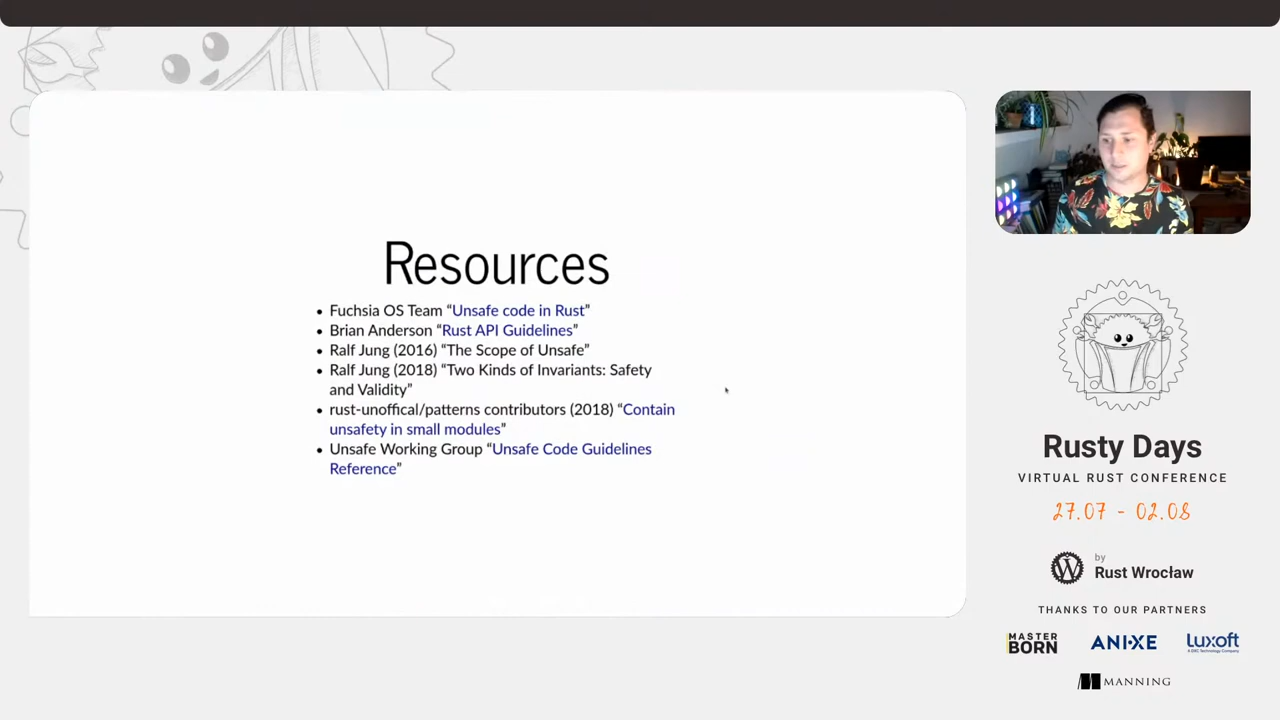 Resources
• Fuchsia OS Team “Unsafe code in Rust”
• Brian Anderson “Rust API Guidelines”
• Ralf Jung (2016) “The Scope of Unsafe”
• Ralf Jung (2018) “Two Kinds of Invariants: Safety
and Validity”
• rust-unoffical/patterns contributors (2018) “Contain
unsafety in small modules”
• Unsafe Working Group “Unsafe Code Guidelines
Reference”
Rusty Days
VIRTUAL RUST CONFERENCE
27.07 - 02.08
by
Rust Wrocław
THANKS TO OUR PARTNERS
MASTER
BORN
ANIXE
luxoft
A DXC Technology Company
MANNING